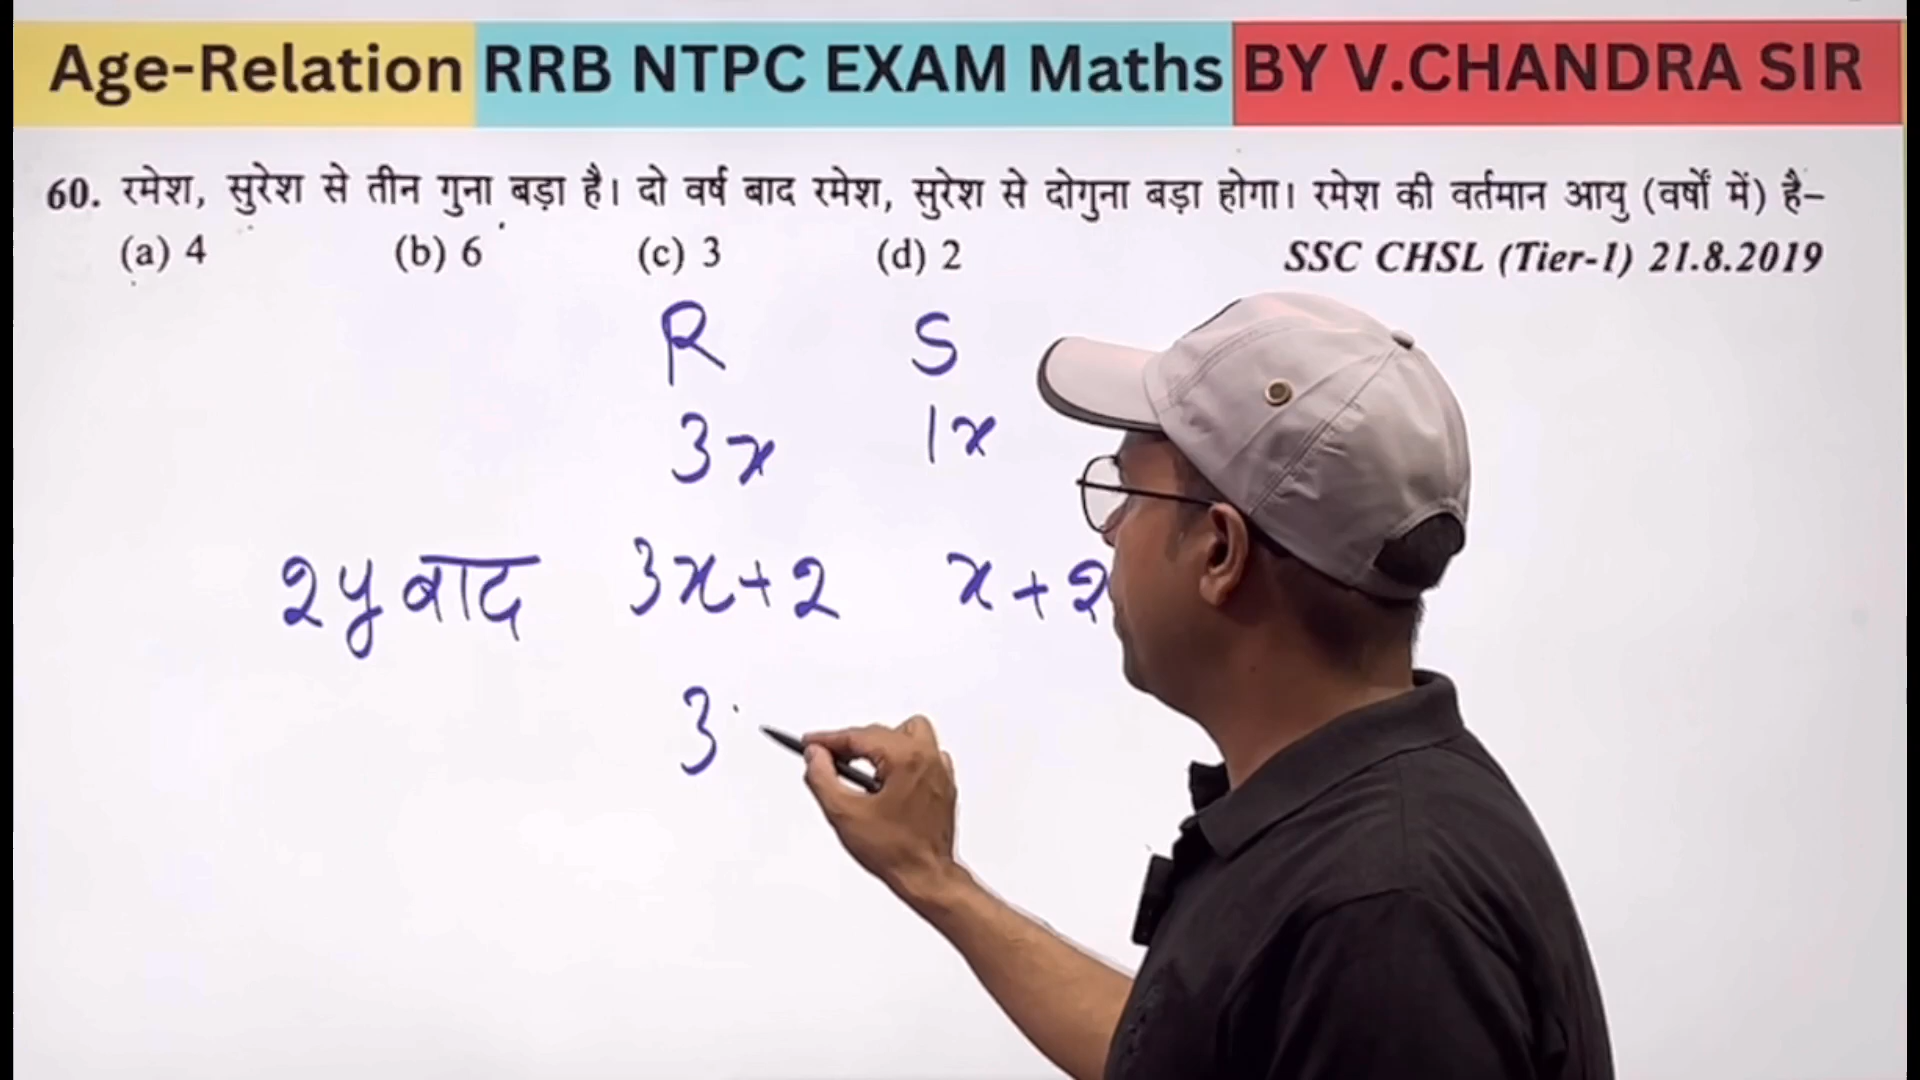 Age-Relation RRB NTPC EXAM Maths BY V.CHANDRA SIR
60. रमेश, सुरेश से तीन गुना बड़ा है। दो वर्ष बाद रमेश, सुरेश से दोगुना बड़ा होगा। रमेश की वर्तमान आयु (वर्षों में) है–
(a) 4 (b) 6 (c) 3 (d) 2 SSC CHSL (Tier-1) 21.8.2019
R S
3x 1x
2y बाद 3x+2 x+2
3